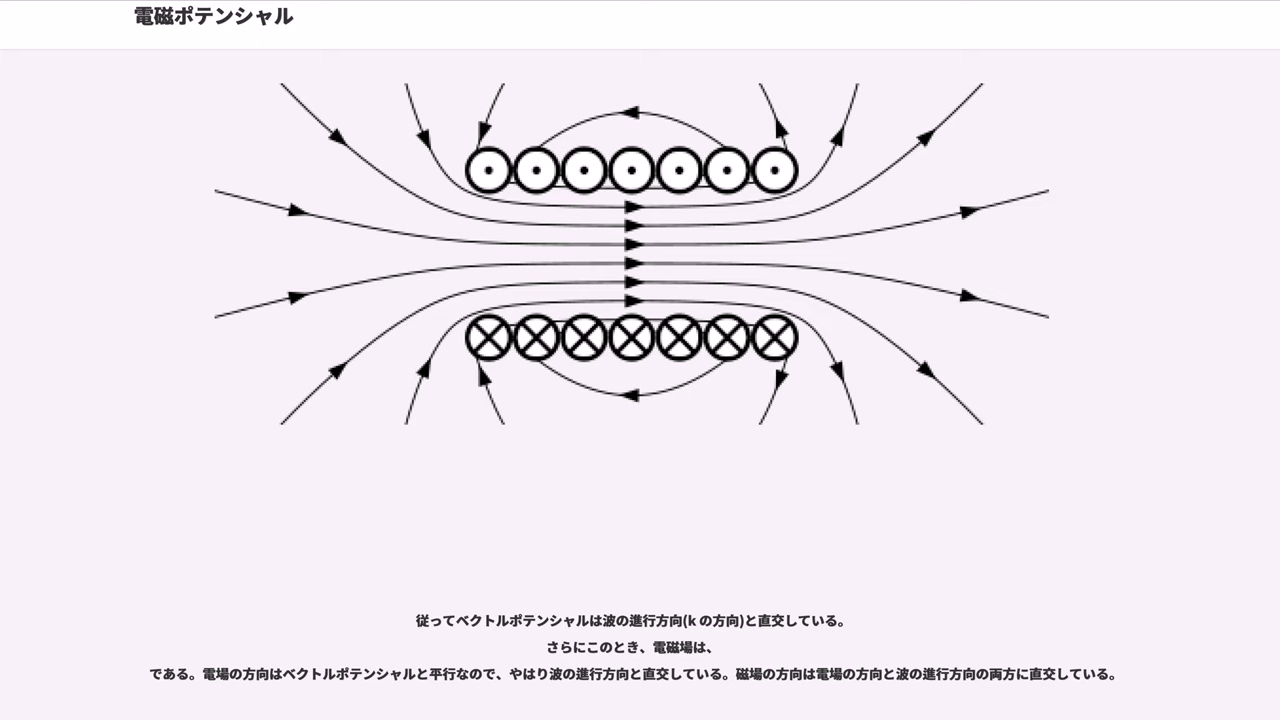 電磁ポテンシャル
従ってベクトルポテンシャルは波の進行方向(k の方向)と直交している。
さらにこのとき、電磁場は、
である。電場の方向はベクトルポテンシャルと平行なので、やはり波の進行方向と直交している。磁場の方向は電場の方向と波の進行方向の両方に直交している。